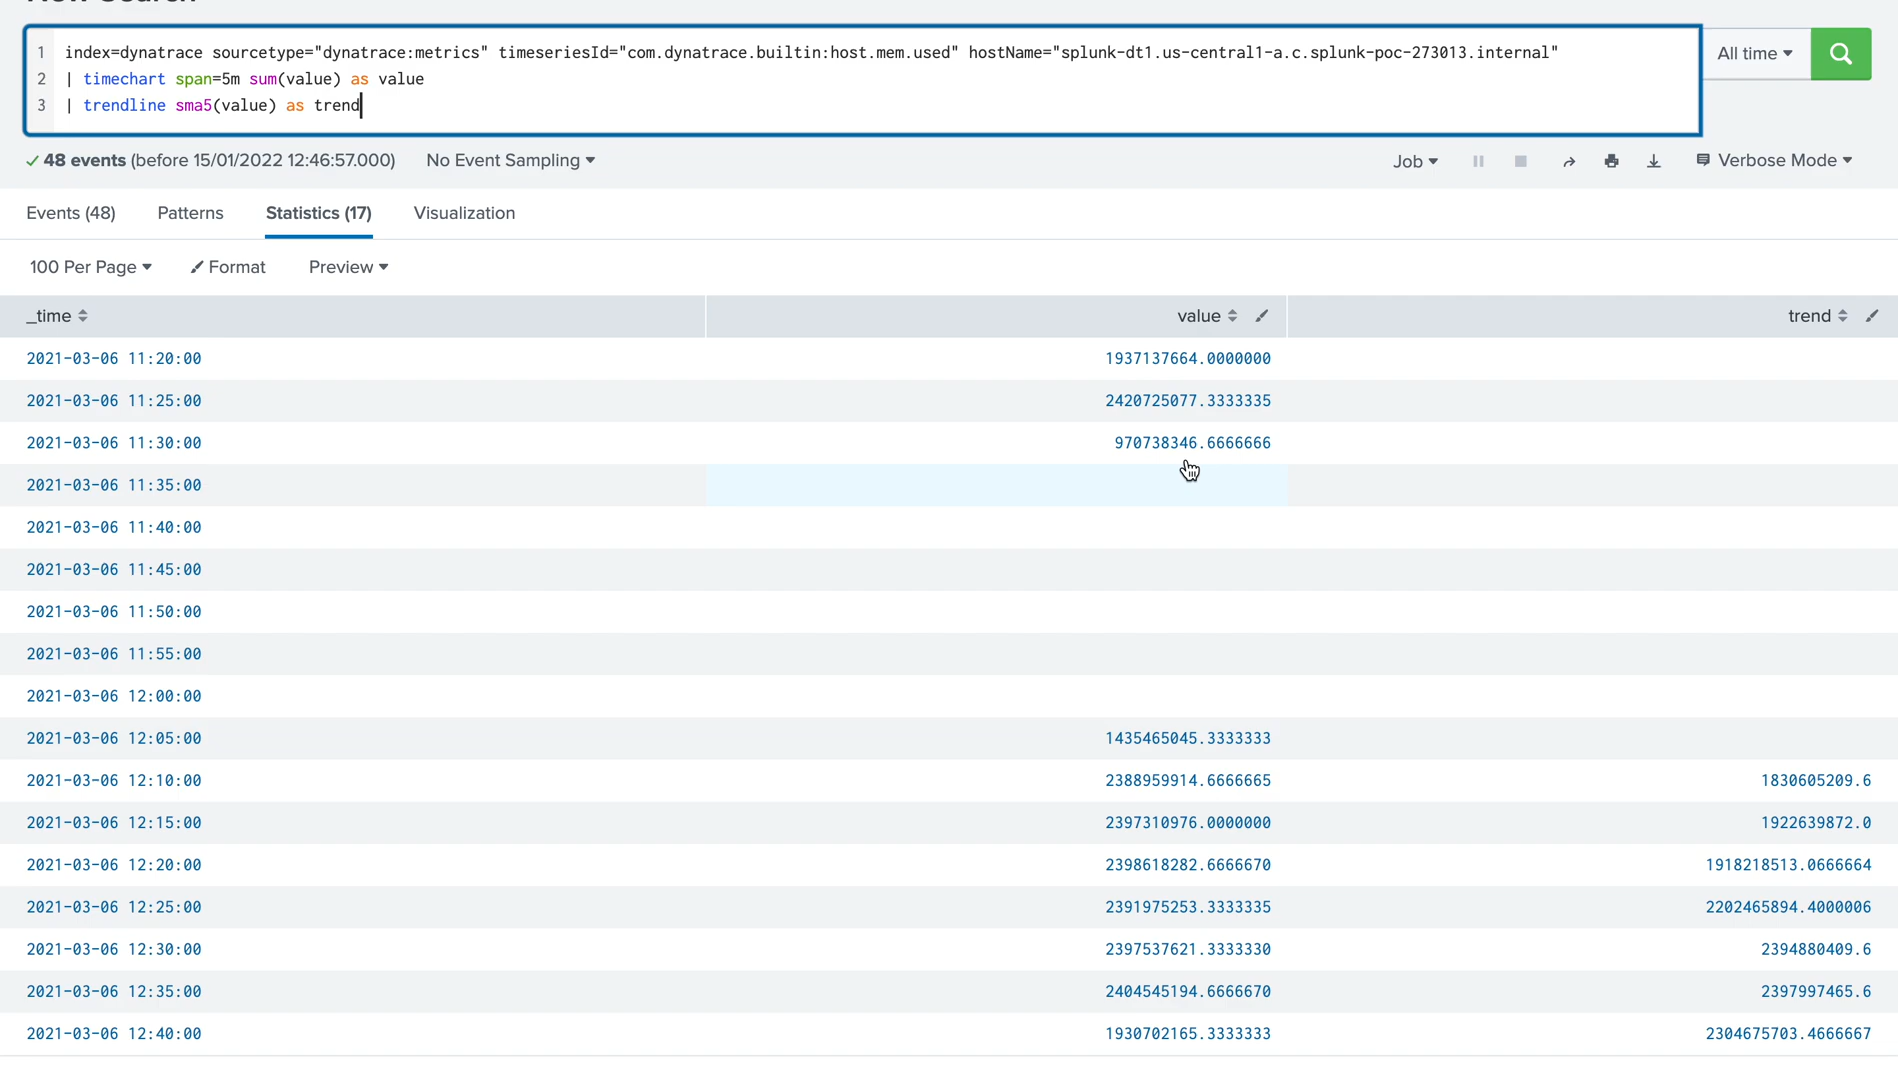 New Search
1 index=dynatrace sourcetype="dynatrace:metrics" timeseriesId="com.dynatrace.builtin:host.mem.used" hostName="splunk-dt1.us-central1-a.c.splunk-poc-273013.internal"
2 | timechart span=5m sum(value) as value
3 | trendline sma5(value) as trend
All time
48 events (before 15/01/2022 12:46:57.000) No Event Sampling Job Verbose Mode
Events (48) Patterns Statistics (17) Visualization
100 Per Page Format Preview
_time value trend
2021-03-06 11:20:00 1937137664.0000000
2021-03-06 11:25:00 2420725077.3333335
2021-03-06 11:30:00 970738346.6666666
2021-03-06 11:35:00
2021-03-06 11:40:00
2021-03-06 11:45:00
2021-03-06 11:50:00
2021-03-06 11:55:00
2021-03-06 12:00:00
2021-03-06 12:05:00 1435465045.3333333
2021-03-06 12:10:00 2388959914.6666665 1830605209.6
2021-03-06 12:15:00 2397310976.0000000 1922639872.0
2021-03-06 12:20:00 2398618282.6666670 1918218513.0666664
2021-03-06 12:25:00 2391975253.3333335 2202465894.4000006
2021-03-06 12:30:00 2397537621.3333330 2394880409.6
2021-03-06 12:35:00 2404545194.6666670 2397997465.6
2021-03-06 12:40:00 1930702165.3333333 2304675703.4666667